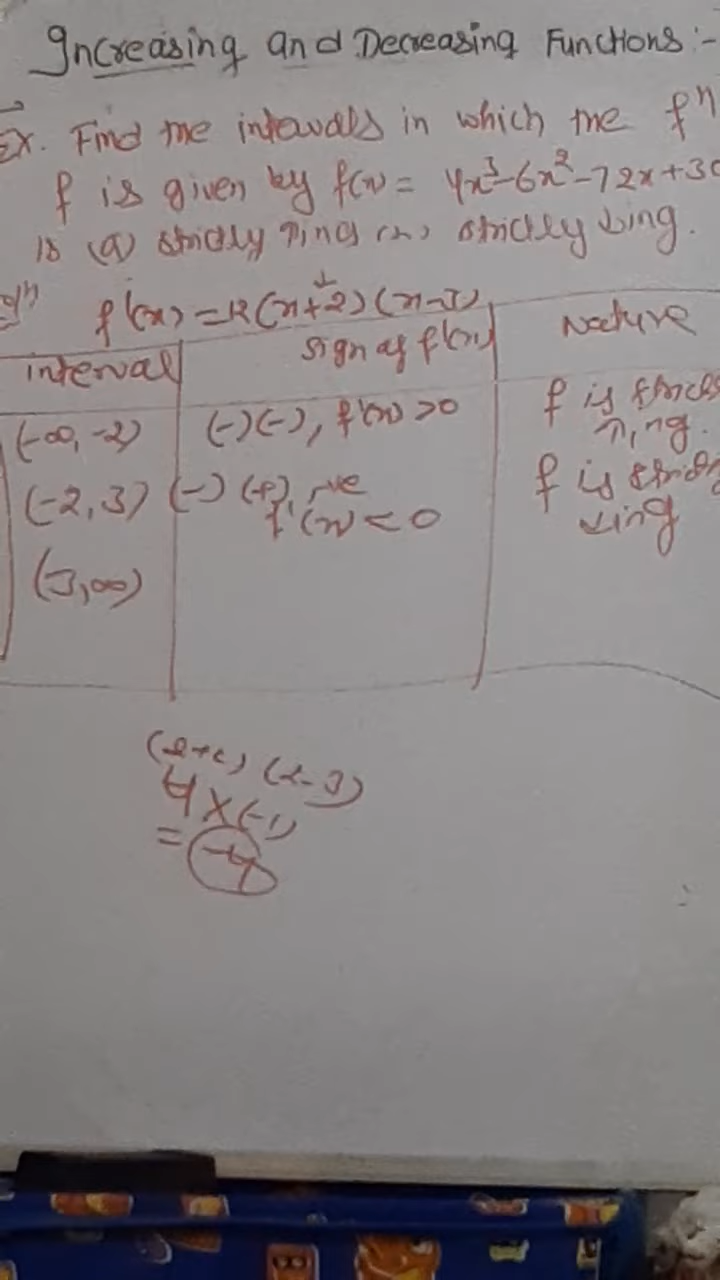 Increasing and Decreasing Functions :-
Ex. Find the intervals in which the fⁿ
f is given by f(x) = 4x³-6x²-72x+30
is (a) strictly ↑ing (b) strictly ↓ing.
f'(x) = 12(x+2)(x-3)
interval sign of f'(x) Nature
(-∞, -2) (-)(-), f'(x) >0 f is strictly
↑ing.
(-2, 3) (-) (+), -ve f is strictly
f'(x) < 0 ↓ing
(3, ∞)
(2+2) (2-3)
4 × (-1)
= -4